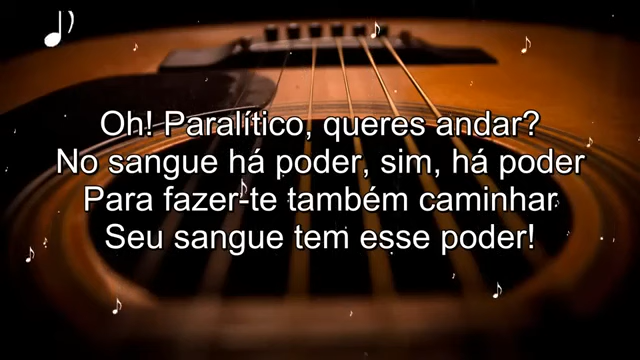 Oh! Paralítico, queres andar?
No sangue há poder, sim, há poder
Para fazer-te também caminhar
Seu sangue tem esse poder!